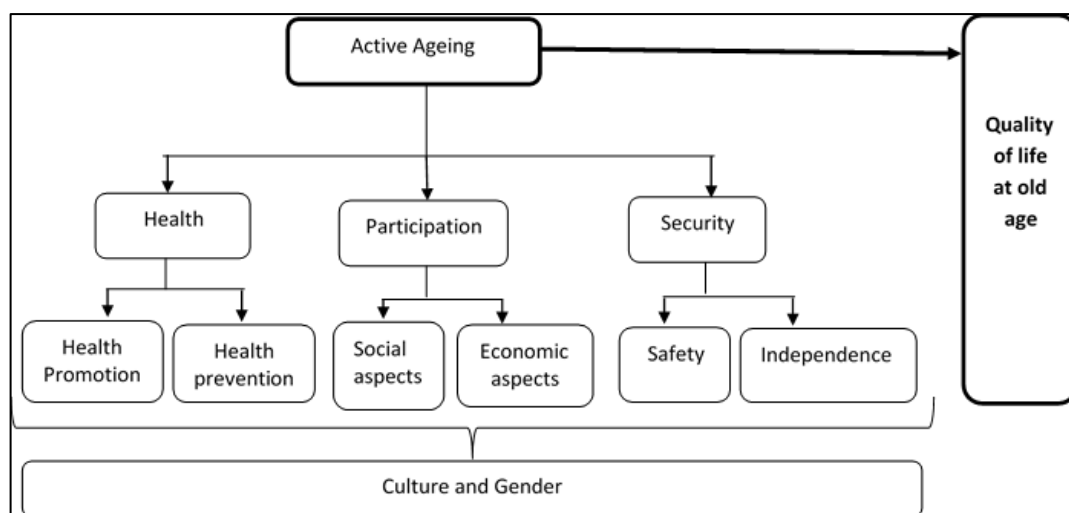 Active Ageing
Quality
of life
at old
age
Health
Participation
Security
Health
Promotion
Health
prevention
Social
aspects
Economic
aspects
Safety
Independence
Culture and Gender